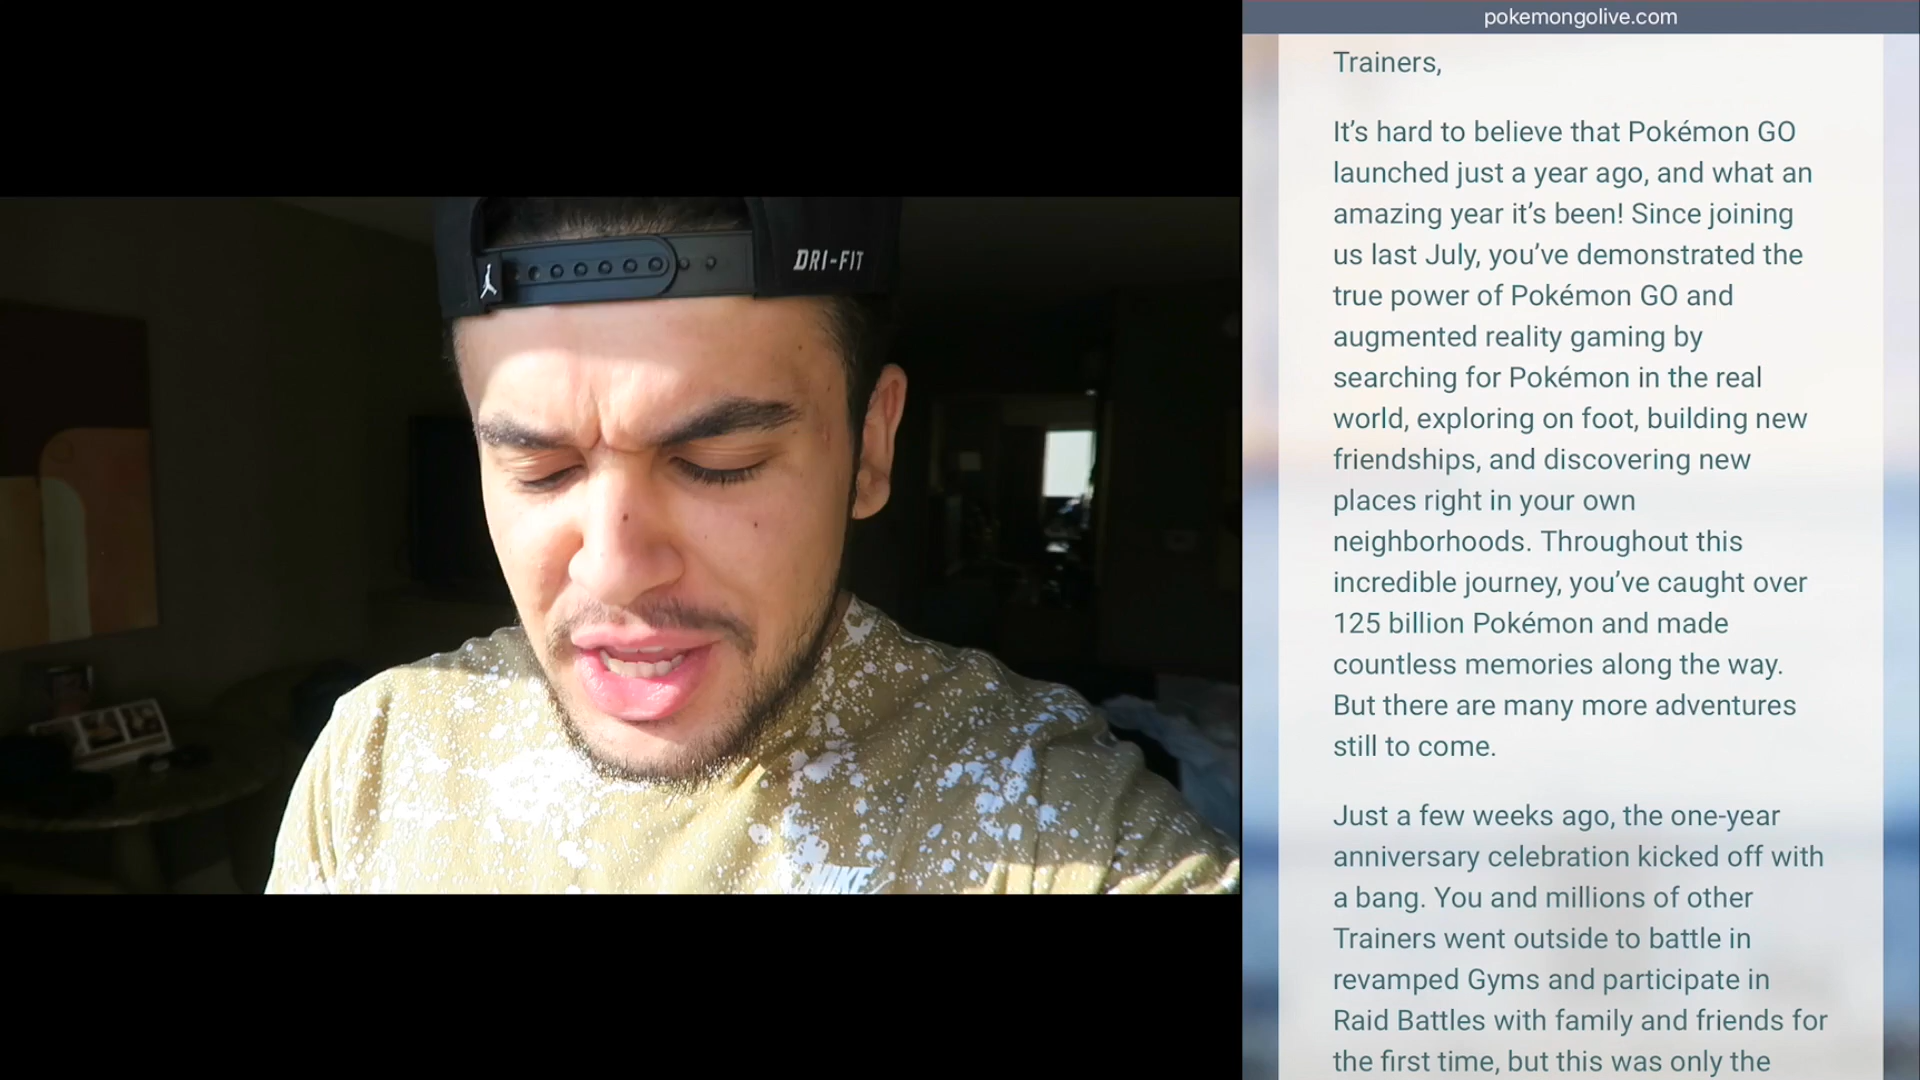 DRI-FIT
NIKE
pokemongolive.com
Trainers,
It’s hard to believe that Pokémon GO
launched just a year ago, and what an
amazing year it’s been! Since joining
us last July, you’ve demonstrated the
true power of Pokémon GO and
augmented reality gaming by
searching for Pokémon in the real
world, exploring on foot, building new
friendships, and discovering new
places right in your own
neighborhoods. Throughout this
incredible journey, you’ve caught over
125 billion Pokémon and made
countless memories along the way.
But there are many more adventures
still to come.
Just a few weeks ago, the one-year
anniversary celebration kicked off with
a bang. You and millions of other
Trainers went outside to battle in
revamped Gyms and participate in
Raid Battles with family and friends for
the first time, but this was only the